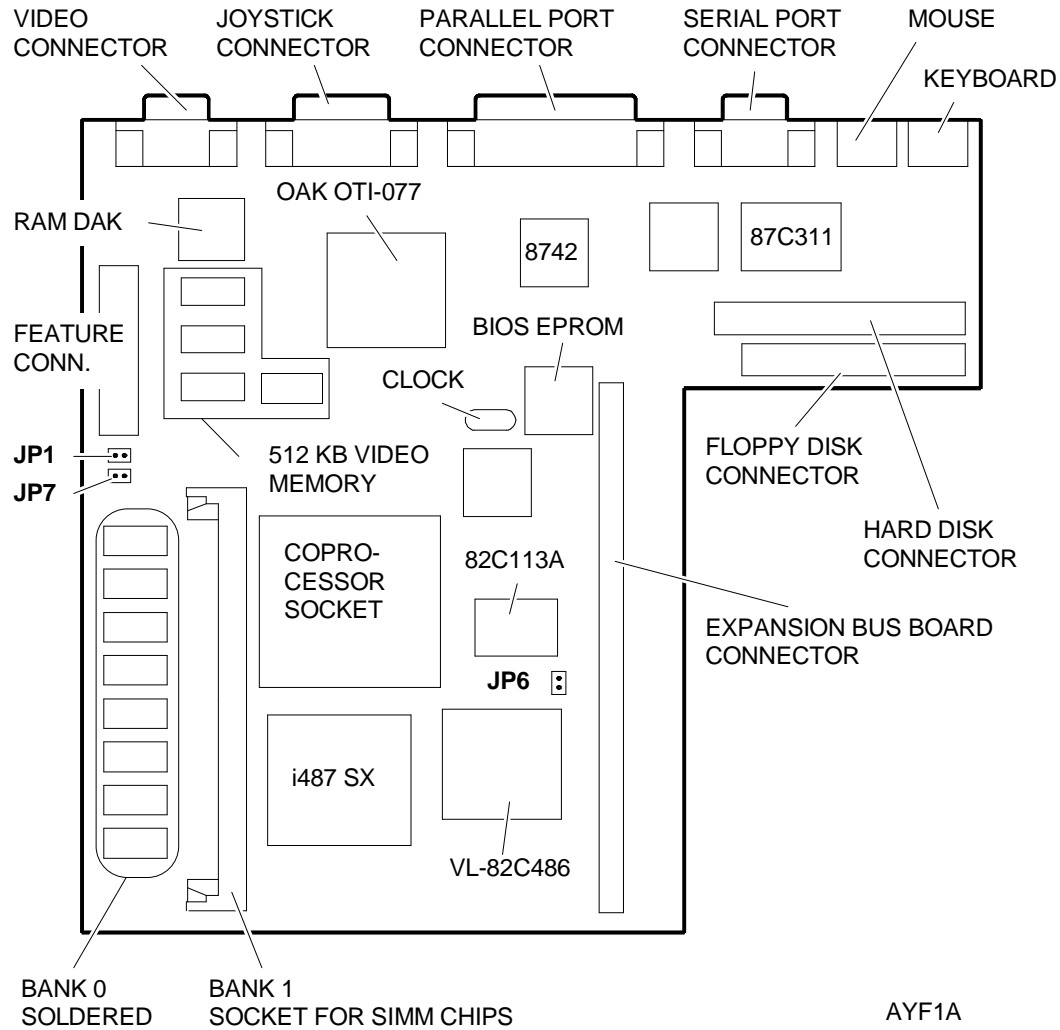 VIDEO
CONNECTOR
JOYSTICK
CONNECTOR
PARALLEL PORT
CONNECTOR
SERIAL PORT
CONNECTOR
MOUSE
KEYBOARD
OAK OTI-077
RAM DAK
8742
87C311
FEATURE
CONN.
BIOS EPROM
CLOCK
JP1
JP7
512 KB VIDEO
MEMORY
FLOPPY DISK
CONNECTOR
HARD DISK
CONNECTOR
COPRO-
CESSOR
SOCKET
82C113A
EXPANSION BUS BOARD
CONNECTOR
JP6
i487 SX
VL-82C486
BANK 0
SOLDERED
BANK 1
SOCKET FOR SIMM CHIPS
AYF1A